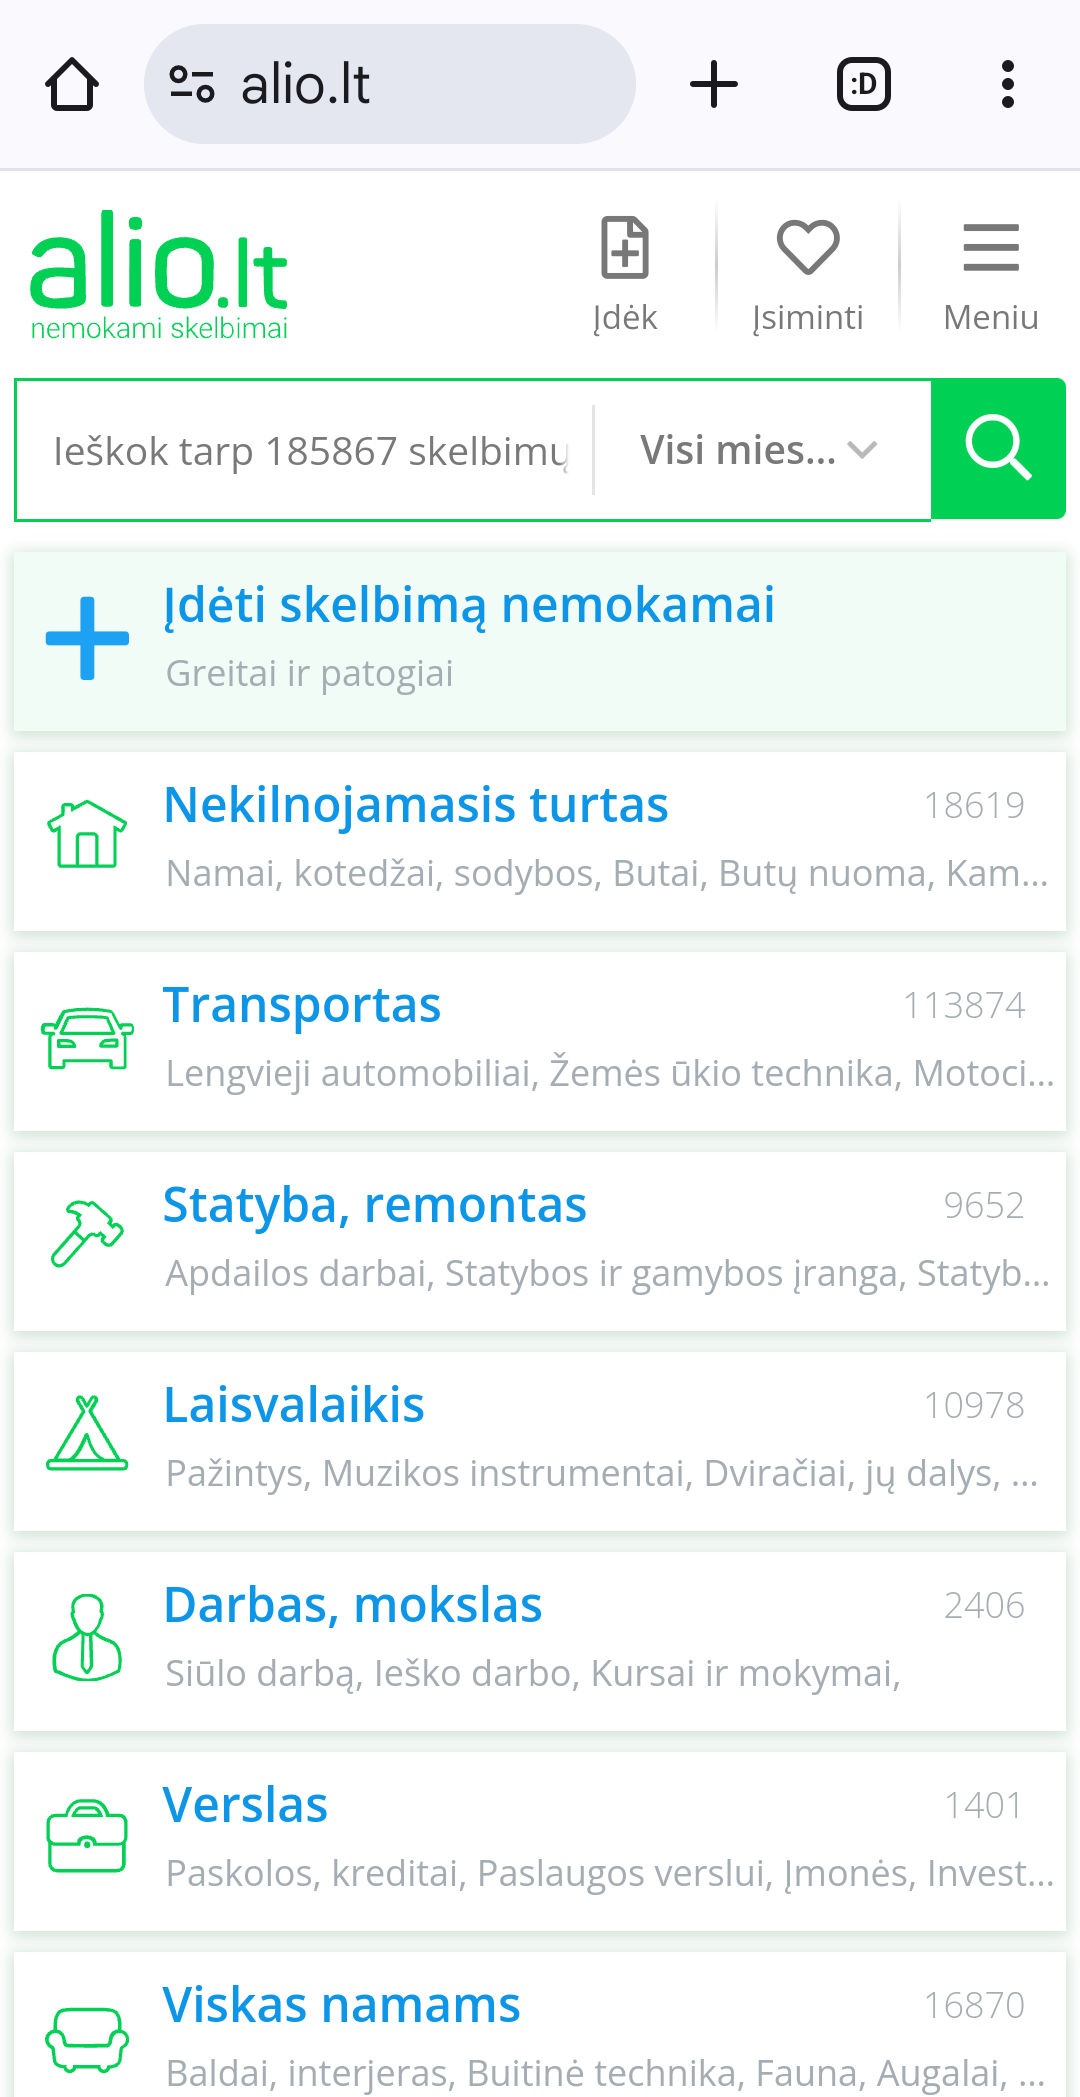 alio.lt
:D
alio.lt
nemokami skelbimai
Įdėk
Įsiminti
Meniu
Ieškok tarp 185867 skelbimų
Visi mies...
Įdėti skelbimą nemokamai
Greitai ir patogiai
Nekilnojamasis turtas
18619
Namai, kotedžai, sodybos, Butai, Butų nuoma, Kam...
Transportas
113874
Lengvieji automobiliai, Žemės ūkio technika, Motoci...
Statyba, remontas
9652
Apdailos darbai, Statybos ir gamybos įranga, Statyb...
Laisvalaikis
10978
Pažintys, Muzikos instrumentai, Dviračiai, jų dalys, ...
Darbas, mokslas
2406
Siūlo darbą, Ieško darbo, Kursai ir mokymai,
Verslas
1401
Paskolos, kreditai, Paslaugos verslui, Įmonės, Invest...
Viskas namams
16870
Baldai, interjeras, Buitinė technika, Fauna, Augalai, ...